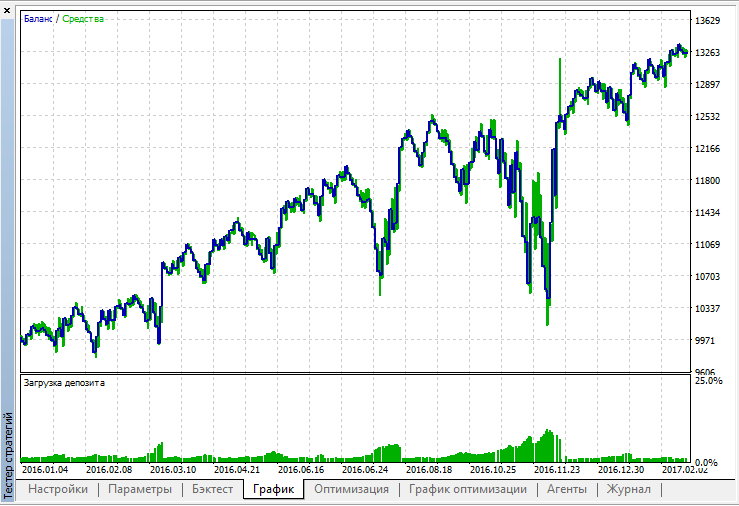 Баланс / Средства
13629
13263
12897
12532
12166
11800
11434
11069
10703
10337
9971
9606
Загрузка депозита
25.0%
0.0%
2016.01.04 2016.02.08 2016.03.10 2016.04.21 2016.06.16 2016.06.24 2016.08.18 2016.10.25 2016.11.23 2016.12.30 2017.02.02
Тестер стратегий
Настройки Параметры Бэктест График Оптимизация График оптимизации Агенты Журнал